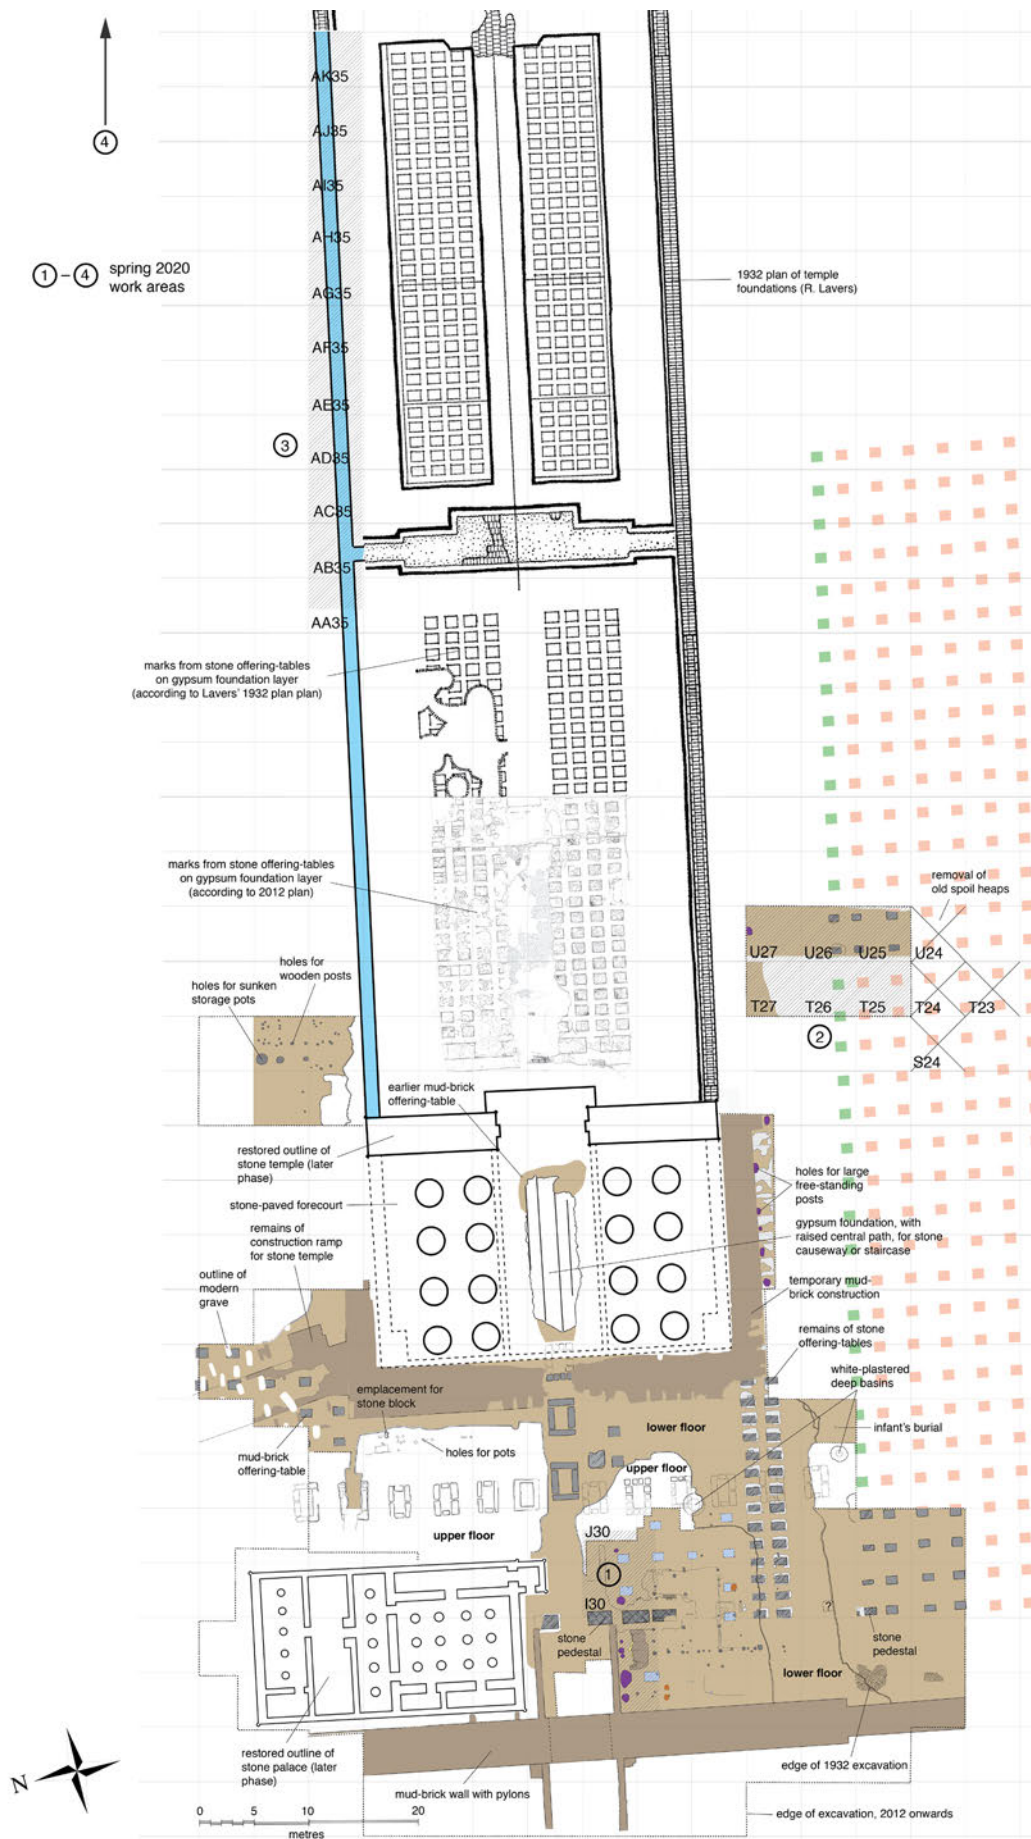 AK35
AJ35
④
AI35
AH35
①–④ spring 2020
work areas
1932 plan of temple
foundations (R. Lavers)
AG35
AF35
AE35
③
AD35
AC35
AB35
AA35
marks from stone offering-tables
on gypsum foundation layer
(according to Lavers' 1932 plan plan)
marks from stone offering-tables
on gypsum foundation layer
(according to 2012 plan)
removal of
old spoil heaps
U27 U26 U25 U24
holes for
wooden posts
holes for sunken
storage pots
T27 T26 T25 T24 T23
②
S24
earlier mud-brick
offering-table
restored outline of
stone temple (later
phase)
holes for large
free-standing
posts
stone-paved forecourt
remains of
construction ramp
for stone temple
gypsum foundation, with
raised central path, for stone
causeway or staircase
outline of
modern
grave
temporary mud-
brick construction
remains of stone
offering-tables
white-plastered
deep basins
emplacement for
stone block
lower floor
infant's burial
holes for pots
mud-brick
offering-table
upper floor
upper floor
J30
①
I30
?
stone
pedestal
stone
pedestal
lower floor
N
restored outline of
stone palace (later
phase)
edge of 1932 excavation
mud-brick wall with pylons
edge of excavation, 2012 onwards
0 5 10 20
metres